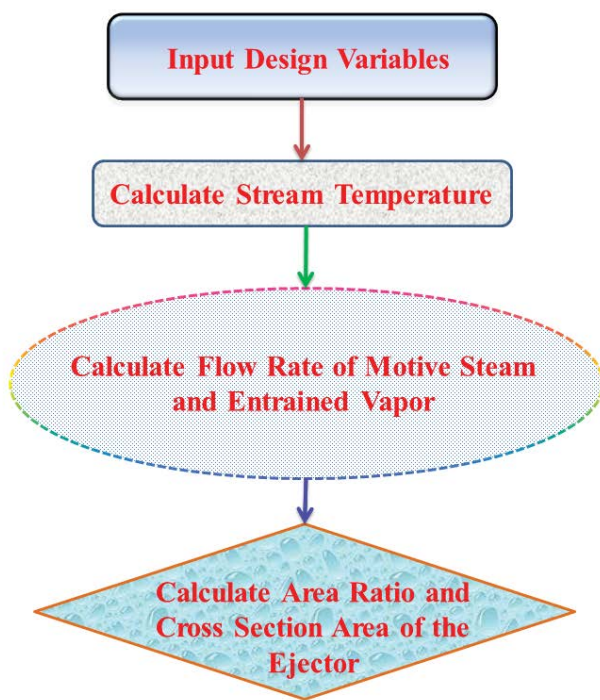 Input Design Variables
Calculate Stream Temperature
Calculate Flow Rate of Motive Steam
and Entrained Vapor
Calculate Area Ratio and
Cross Section Area of the
Ejector